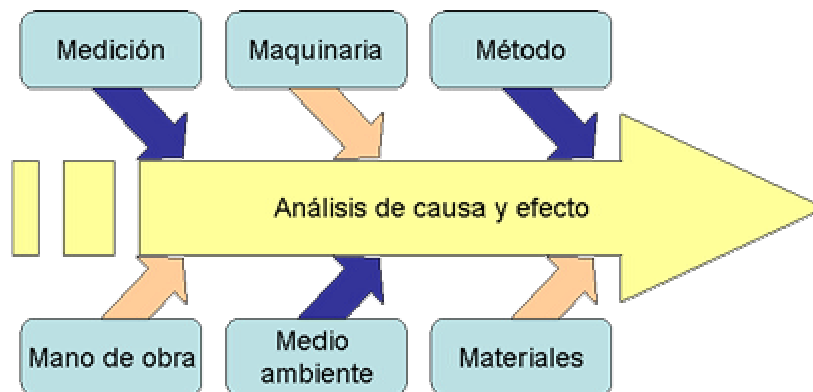 Medición
Maquinaria
Método
Análisis de causa y efecto
Mano de obra
Medio
ambiente
Materiales